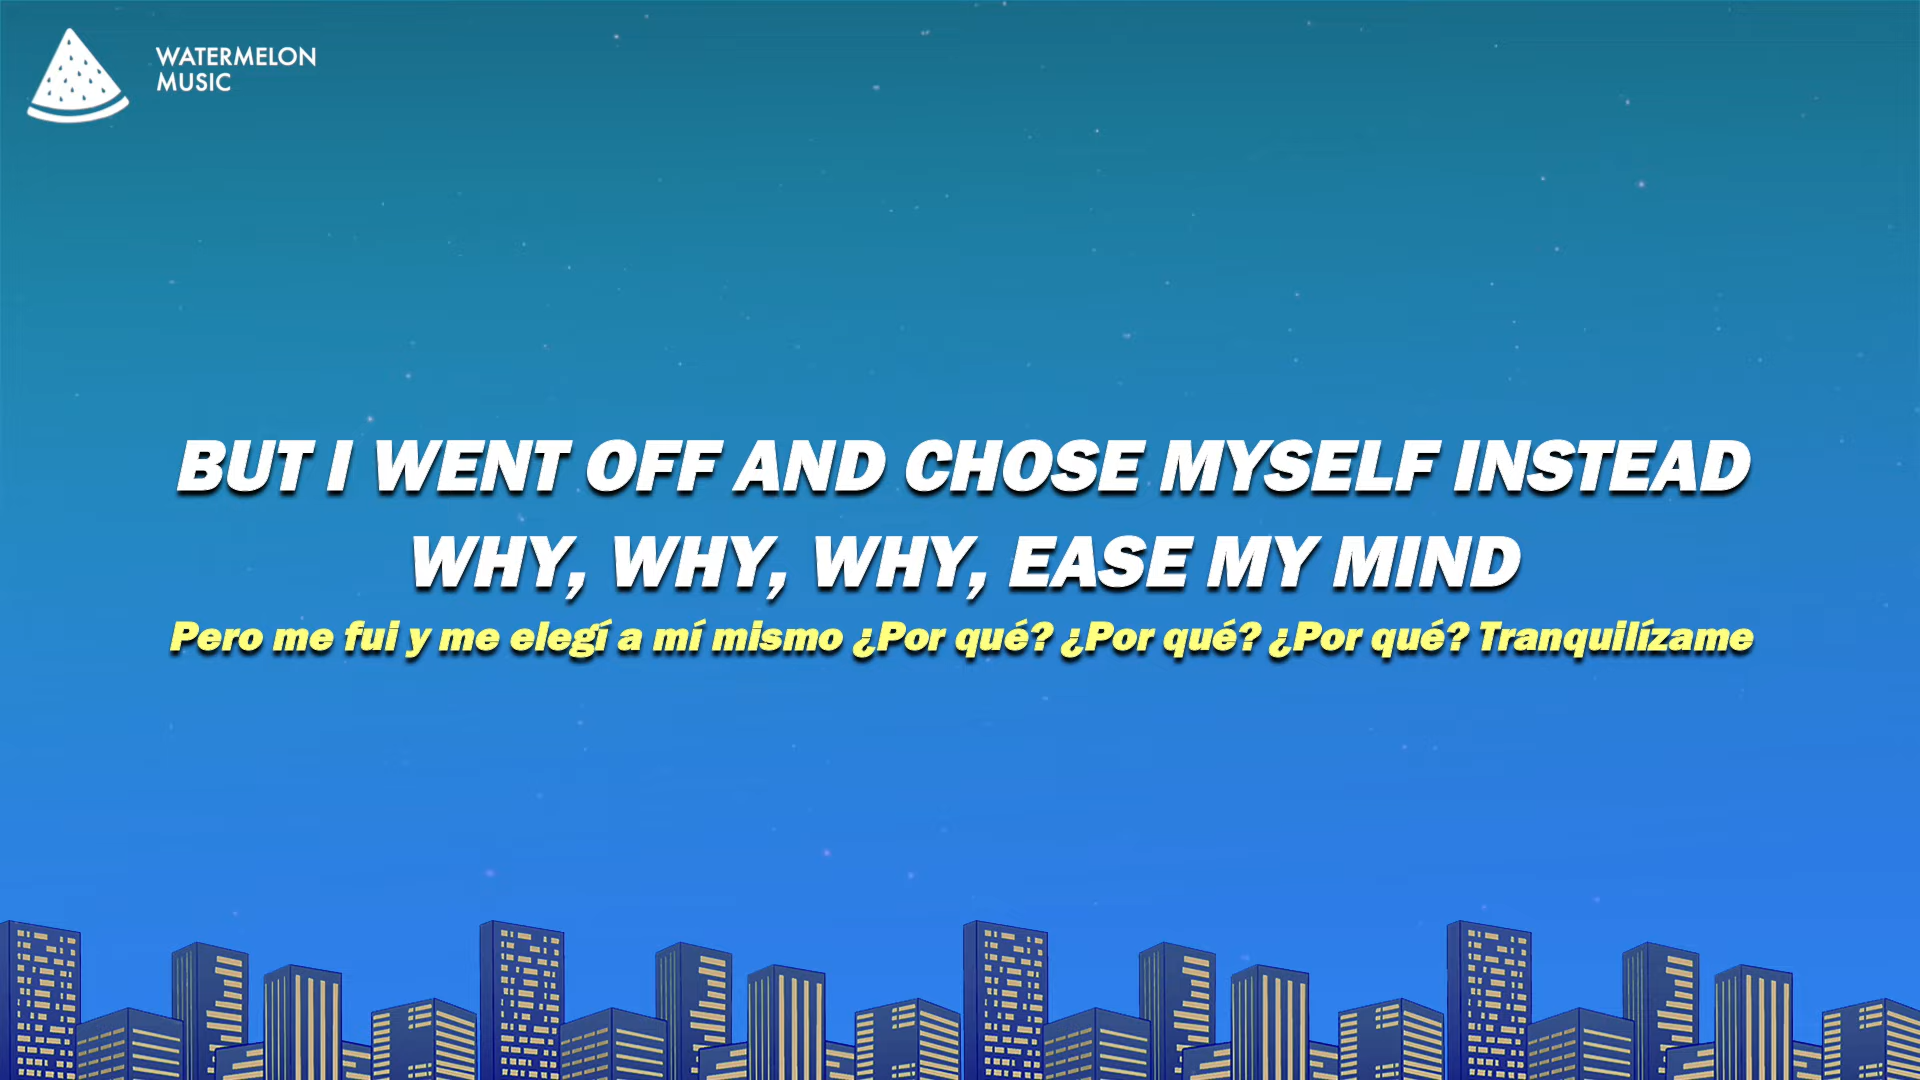 WATERMELON
MUSIC
BUT I WENT OFF AND CHOSE MYSELF INSTEAD
WHY, WHY, WHY, EASE MY MIND
Pero me fui y me elegí a mí mismo ¿Por qué? ¿Por qué? ¿Por qué? Tranquilízame